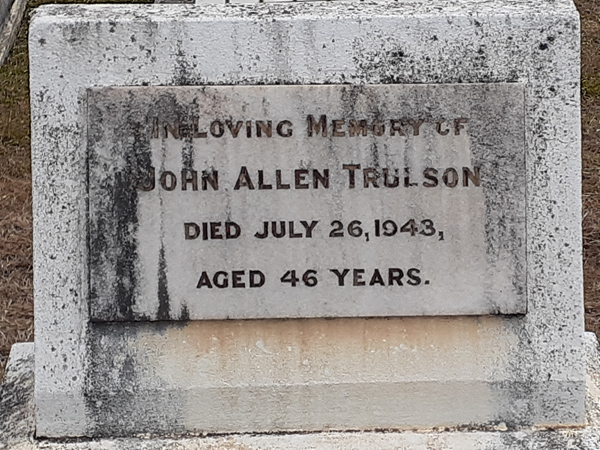 IN LOVING MEMORY OF
JOHN ALLEN TRULSON
DIED JULY 26, 1943,
AGED 46 YEARS.